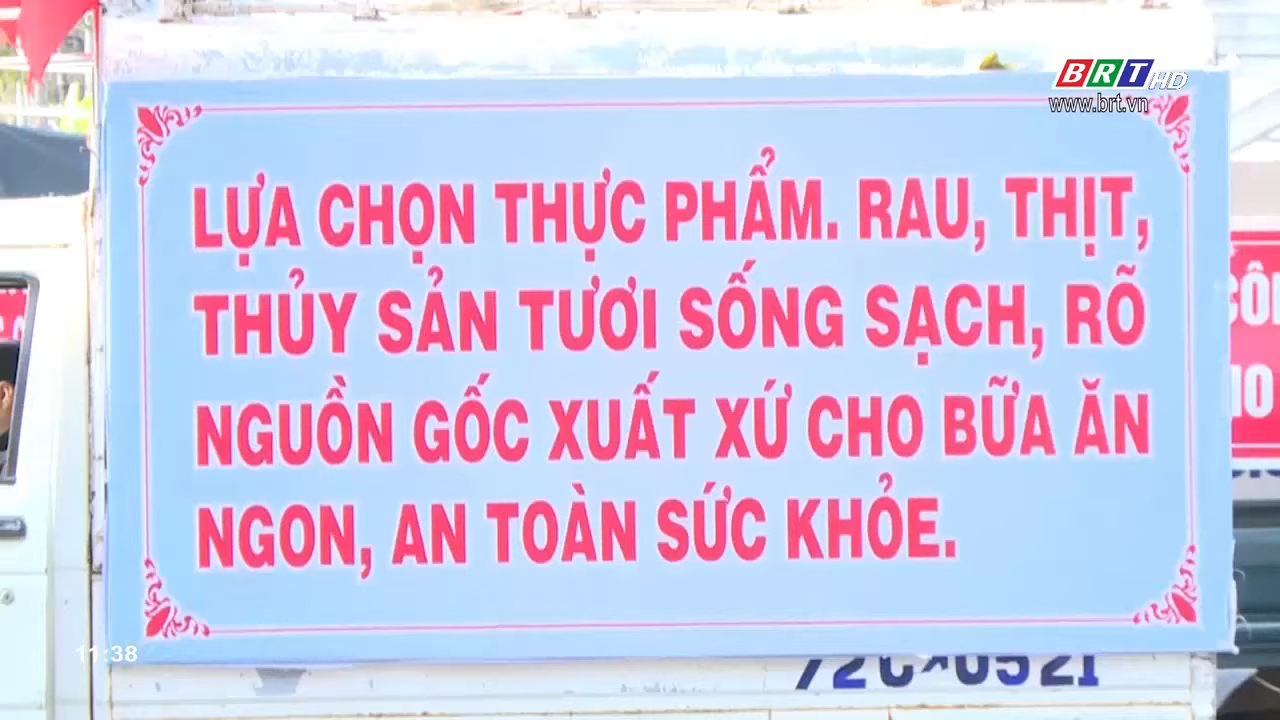 BRT HD
www.brt.vn
LỰA CHỌN THỰC PHẨM. RAU, THỊT,
THỦY SẢN TƯƠI SỐNG SẠCH, RÕ
NGUỒN GỐC XUẤT XỨ CHO BỮA ĂN
NGON, AN TOÀN SỨC KHỎE.
11:38